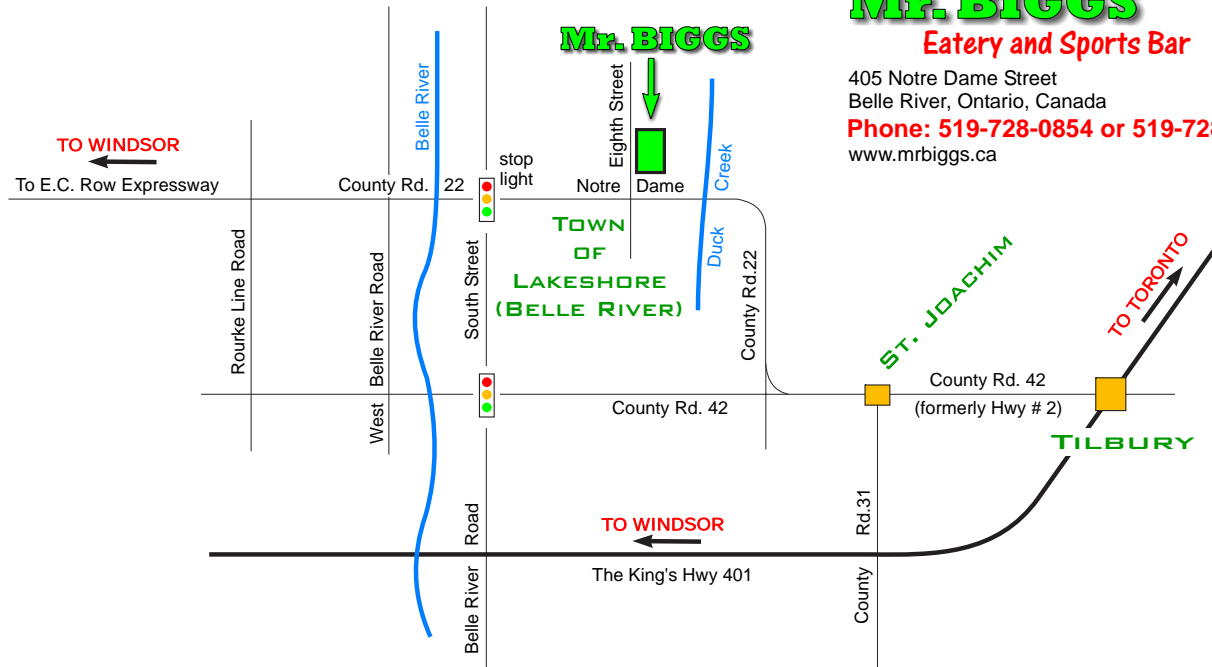 Mr. BIGGS
Eatery and Sports Bar
405 Notre Dame Street
Belle River, Ontario, Canada
Phone: 519-728-0854 or 519-728
www.mrbiggs.ca
Mr. BIGGS
Eighth Street
Belle River
TO WINDSOR
To E.C. Row Expressway
County Rd. 22
stop
light
Notre Dame
Duck Creek
Town
of
Lakeshore
(Belle River)
Rourke Line Road
West Belle River Road
South Street
County Rd.22
St. Joachim
TO TORONTO
County Rd. 42
County Rd. 42
(formerly Hwy # 2)
Tilbury
TO WINDSOR
The King's Hwy 401
Belle River Road
County Rd.31